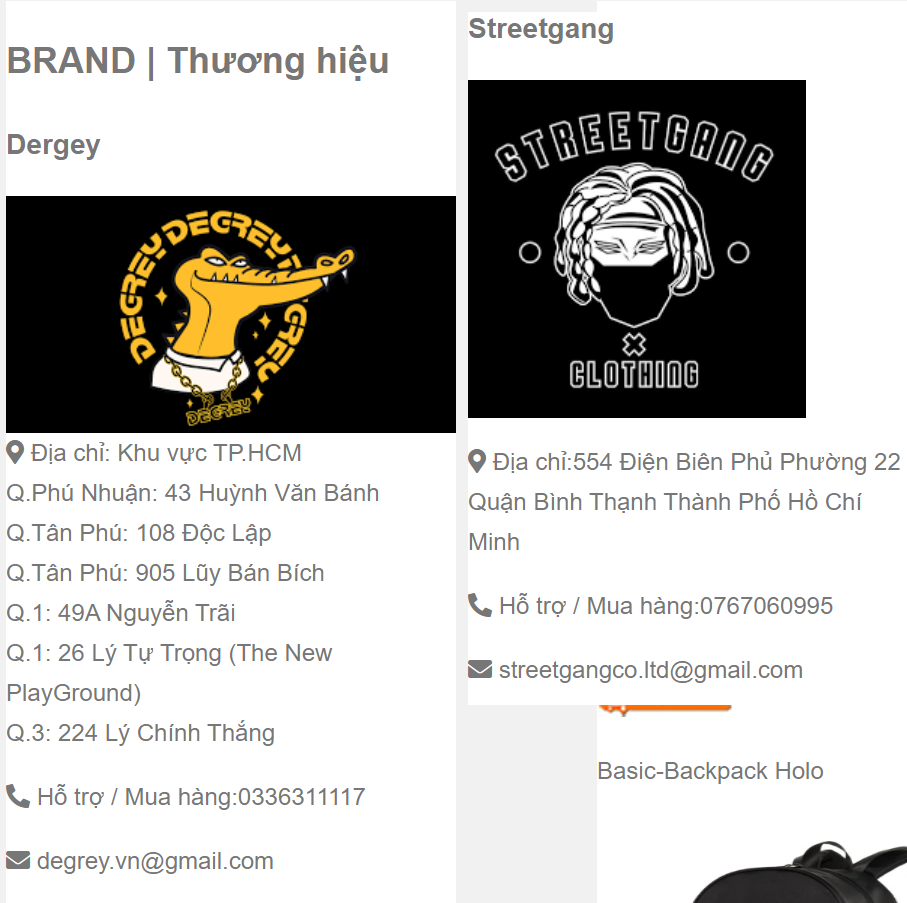 BRAND | Thương hiệu
Dergey
DEGREY DEGREY DEGREY
DEGREY
Địa chỉ: Khu vực TP.HCM
Q.Phú Nhuận: 43 Huỳnh Văn Bánh
Q.Tân Phú: 108 Độc Lập
Q.Tân Phú: 905 Lũy Bán Bích
Q.1: 49A Nguyễn Trãi
Q.1: 26 Lý Tự Trọng (The New
PlayGround)
Q.3: 224 Lý Chính Thắng
Hỗ trợ / Mua hàng:0336311117
degrey.vn@gmail.com
Streetgang
STREETGANG
CLOTHING
Địa chỉ:554 Điện Biên Phủ Phường 22
Quận Bình Thạnh Thành Phố Hồ Chí
Minh
Hỗ trợ / Mua hàng:0767060995
streetgangco.ltd@gmail.com
Basic-Backpack Holo